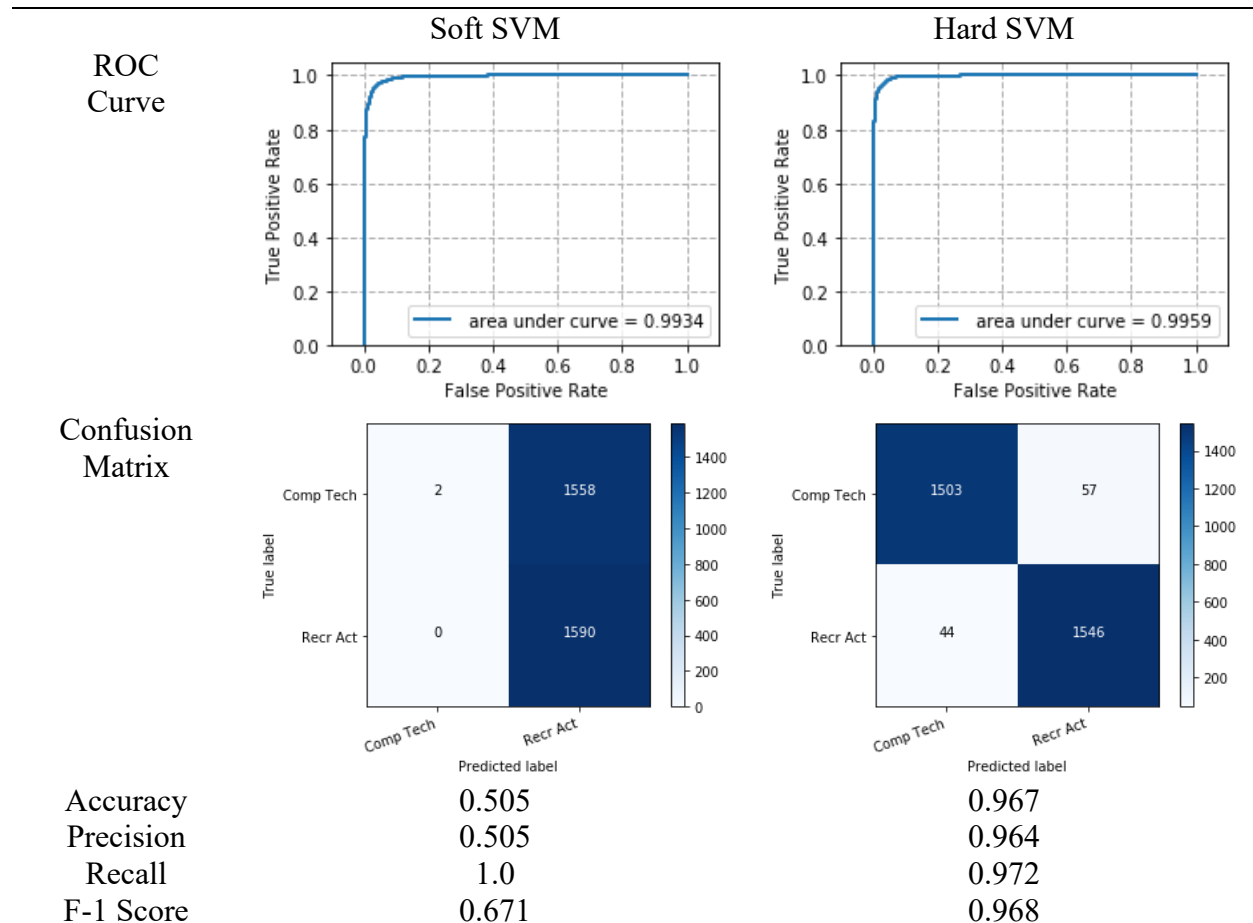 Soft SVM Hard SVM
ROC
Curve
1.0
0.8
0.6
0.4
0.2
0.0
True Positive Rate
area under curve = 0.9934
0.0 0.2 0.4 0.6 0.8 1.0
False Positive Rate
1.0
0.8
0.6
0.4
0.2
0.0
True Positive Rate
area under curve = 0.9959
0.0 0.2 0.4 0.6 0.8 1.0
False Positive Rate
Confusion
Matrix
True label
Comp Tech 2 1558
Recr Act 0 1590
Comp Tech Recr Act
Predicted label
1400
1200
1000
800
600
400
200
0
True label
Comp Tech 1503 57
Recr Act 44 1546
Comp Tech Recr Act
Predicted label
1400
1200
1000
800
600
400
200
Accuracy 0.505 0.967
Precision 0.505 0.964
Recall 1.0 0.972
F-1 Score 0.671 0.968